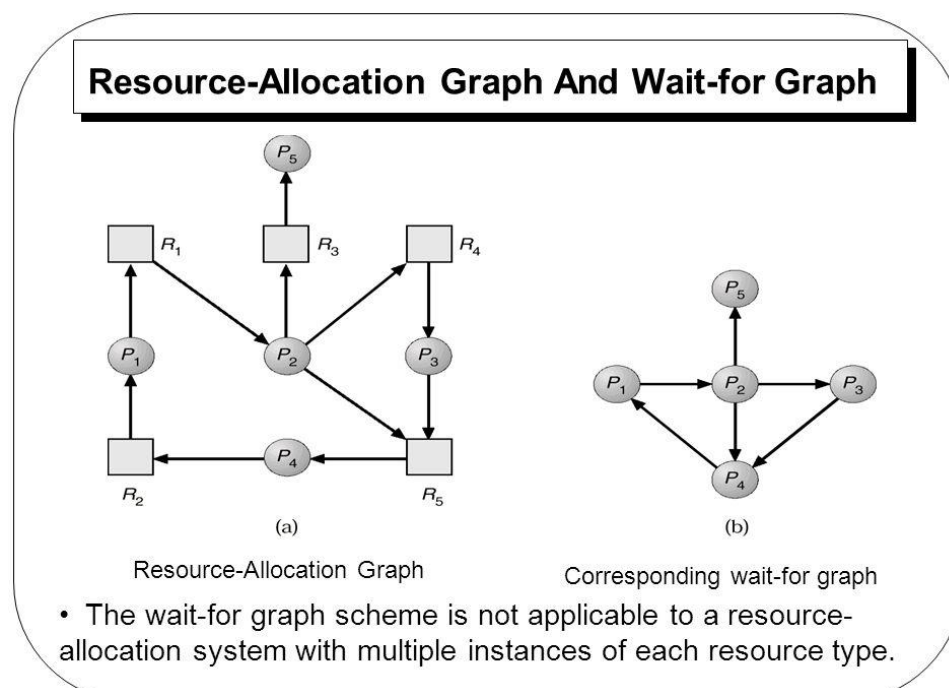 Resource-Allocation Graph And Wait-for Graph
P5
R1
R3
R4
P1
P2
P3
P4
R2
R5
(a)
Resource-Allocation Graph
P5
P1
P2
P3
P4
(b)
Corresponding wait-for graph
• The wait-for graph scheme is not applicable to a resource-
allocation system with multiple instances of each resource type.